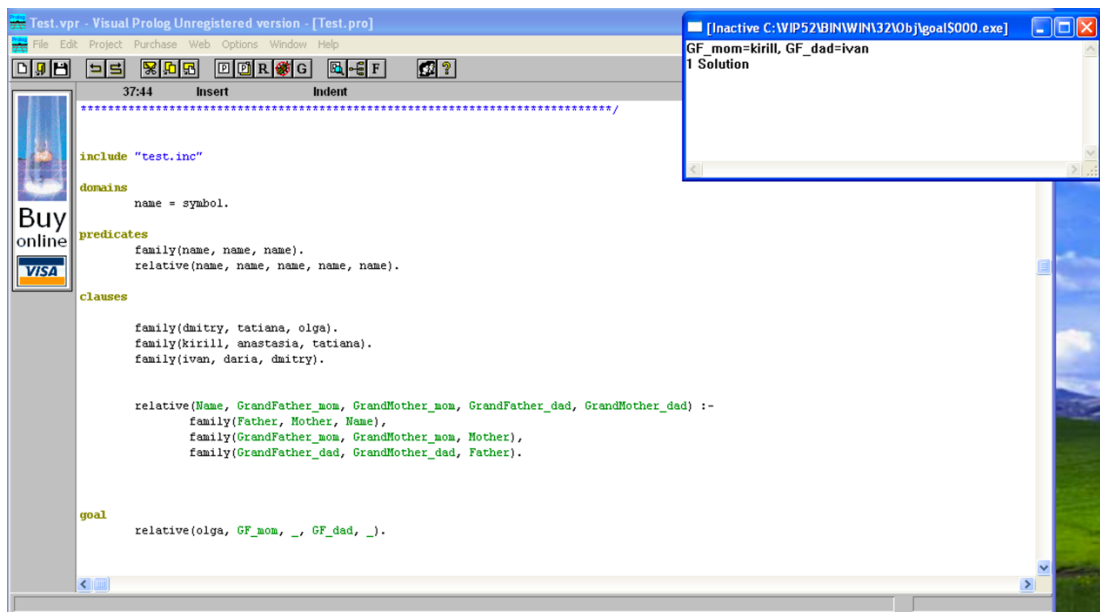 Test.vpr - Visual Prolog Unregistered version - [Test.pro]
File Edit Project Purchase Web Options Window Help
P P R G F ?
37:44 Insert Indent
******************************************************************************/
include "test.inc"
domains
name = symbol.
predicates
family(name, name, name).
relative(name, name, name, name, name).
clauses
family(dmitry, tatiana, olga).
family(kirill, anastasia, tatiana).
family(ivan, daria, dmitry).
relative(Name, GrandFather_mom, GrandMother_mom, GrandFather_dad, GrandMother_dad) :-
family(Father, Mother, Name),
family(GrandFather_mom, GrandMother_mom, Mother),
family(GrandFather_dad, GrandMother_dad, Father).
goal
relative(olga, GF_mom, _, GF_dad, _).
Buy
online
VISA
[Inactive C:\VIP52\BIN\WIN\32\Obj\goal$000.exe]
GF_mom=kirill, GF_dad=ivan
1 Solution